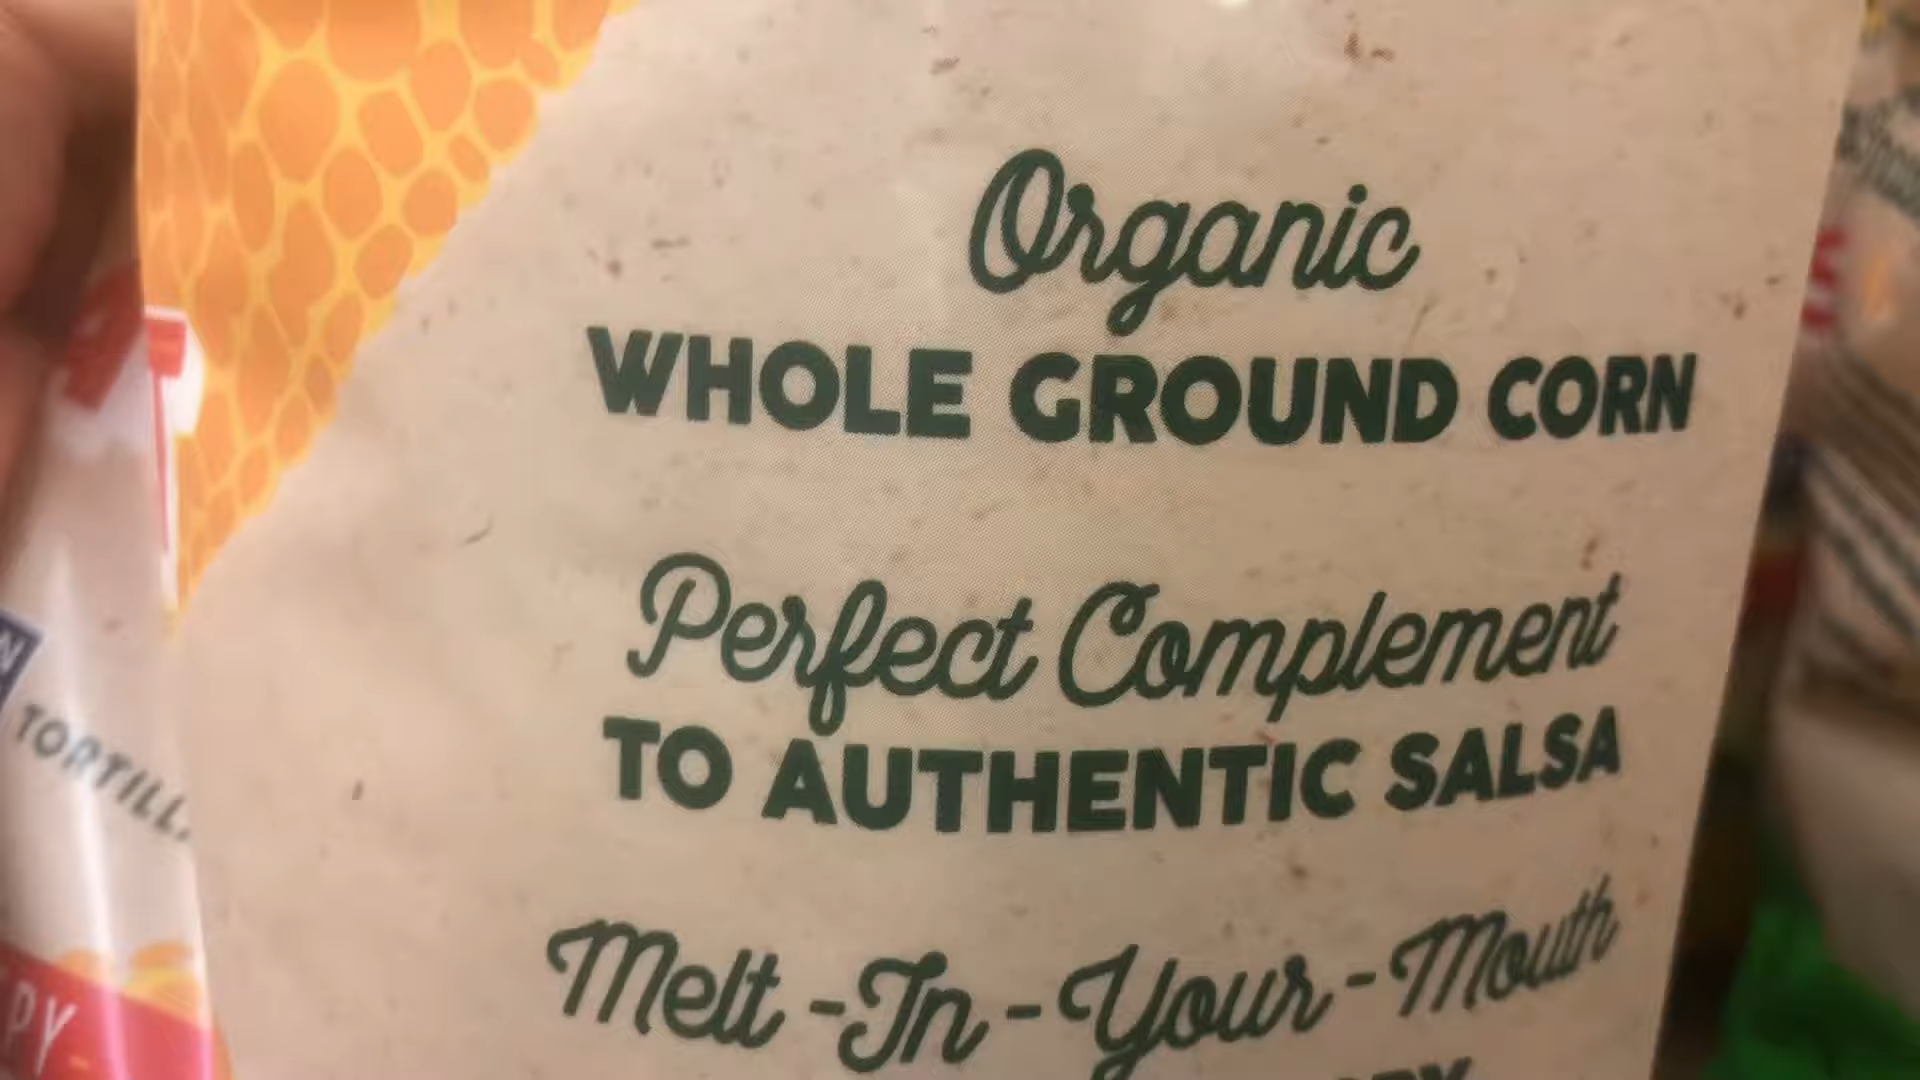 Organic
WHOLE GROUND CORN
Perfect Complement
TO AUTHENTIC SALSA
Melt-In-Your-Mouth
TORTILL
PY